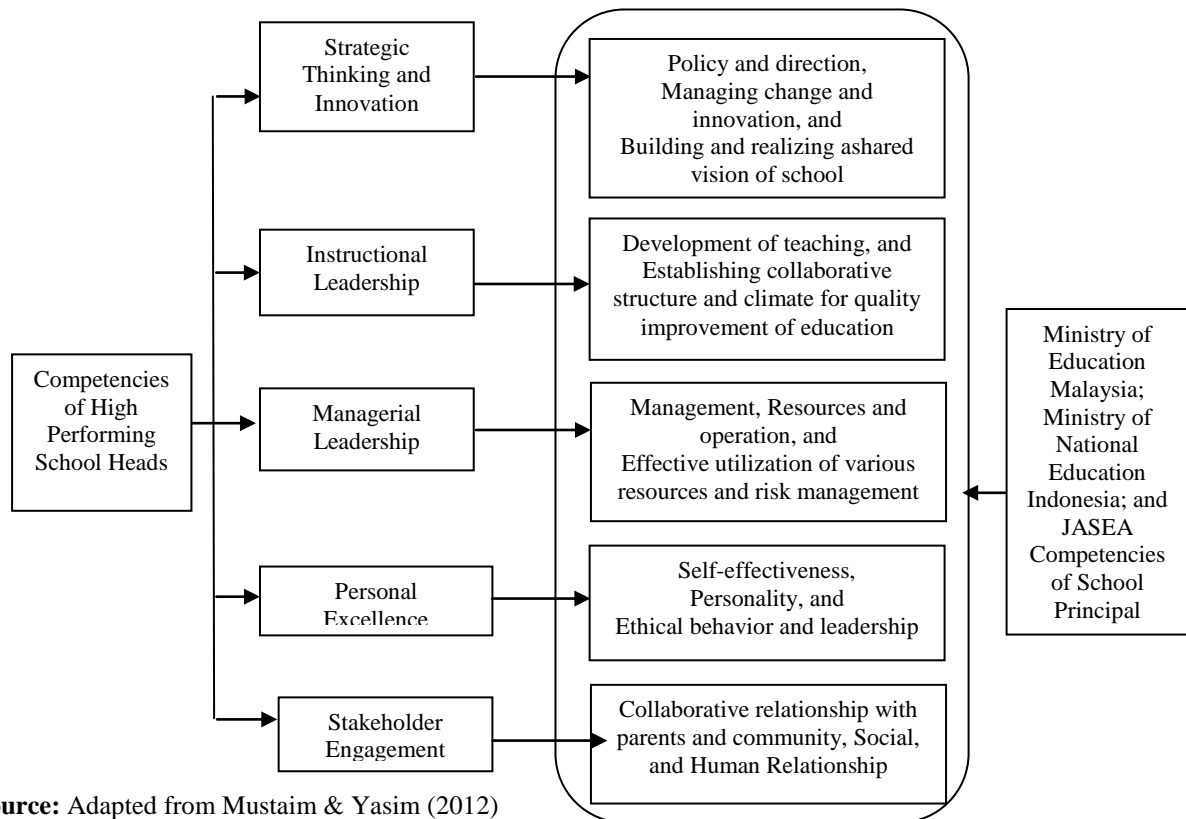 Strategic
Thinking and
Innovation
Policy and direction,
Managing change and
innovation, and
Building and realizing ashared
vision of school
Instructional
Leadership
Development of teaching, and
Establishing collaborative
structure and climate for quality
improvement of education
Competencies
of High
Performing
School Heads
Managerial
Leadership
Management, Resources and
operation, and
Effective utilization of various
resources and risk management
Ministry of
Education
Malaysia;
Ministry of
National
Education
Indonesia; and
JASEA
Competencies
of School
Principal
Personal
Excellence
Self-effectiveness,
Personality, and
Ethical behavior and leadership
Stakeholder
Engagement
Collaborative relationship with
parents and community, Social,
and Human Relationship
urce: Adapted from Mustaim & Yasim (2012)